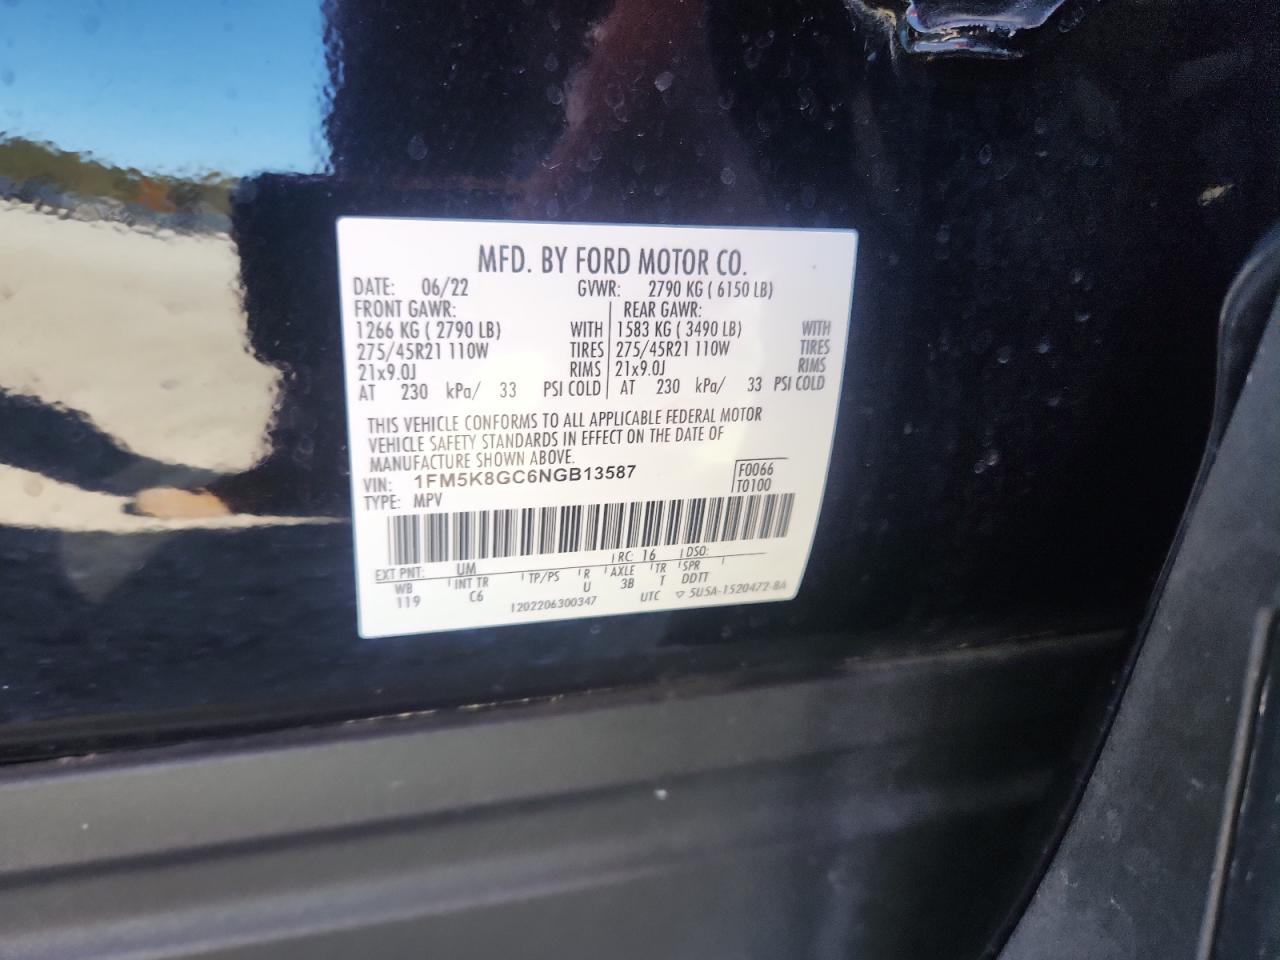 MFD. BY FORD MOTOR CO.
DATE: 06/22 GVWR: 2790 KG ( 6150 LB)
FRONT GAWR: REAR GAWR:
1266 KG ( 2790 LB) WITH 1583 KG ( 3490 LB) WITH
275/45R21 110W TIRES 275/45R21 110W TIRES
21x9.0J RIMS 21x9.0J RIMS
AT 230 kPa/ 33 PSI COLD AT 230 kPa/ 33 PSI COLD
THIS VEHICLE CONFORMS TO ALL APPLICABLE FEDERAL MOTOR
VEHICLE SAFETY STANDARDS IN EFFECT ON THE DATE OF
MANUFACTURE SHOWN ABOVE.
VIN: 1FM5K8GC6NGB13587 F0066
TYPE: MPV T0100
EXT PNT: UM RC: 16 DSO:
WB INT TR TP/PS R AXLE TR SPR
119 C6 U 3B T DDTT
1202206300347 UTC ▽ 5U5A-1520472-BA